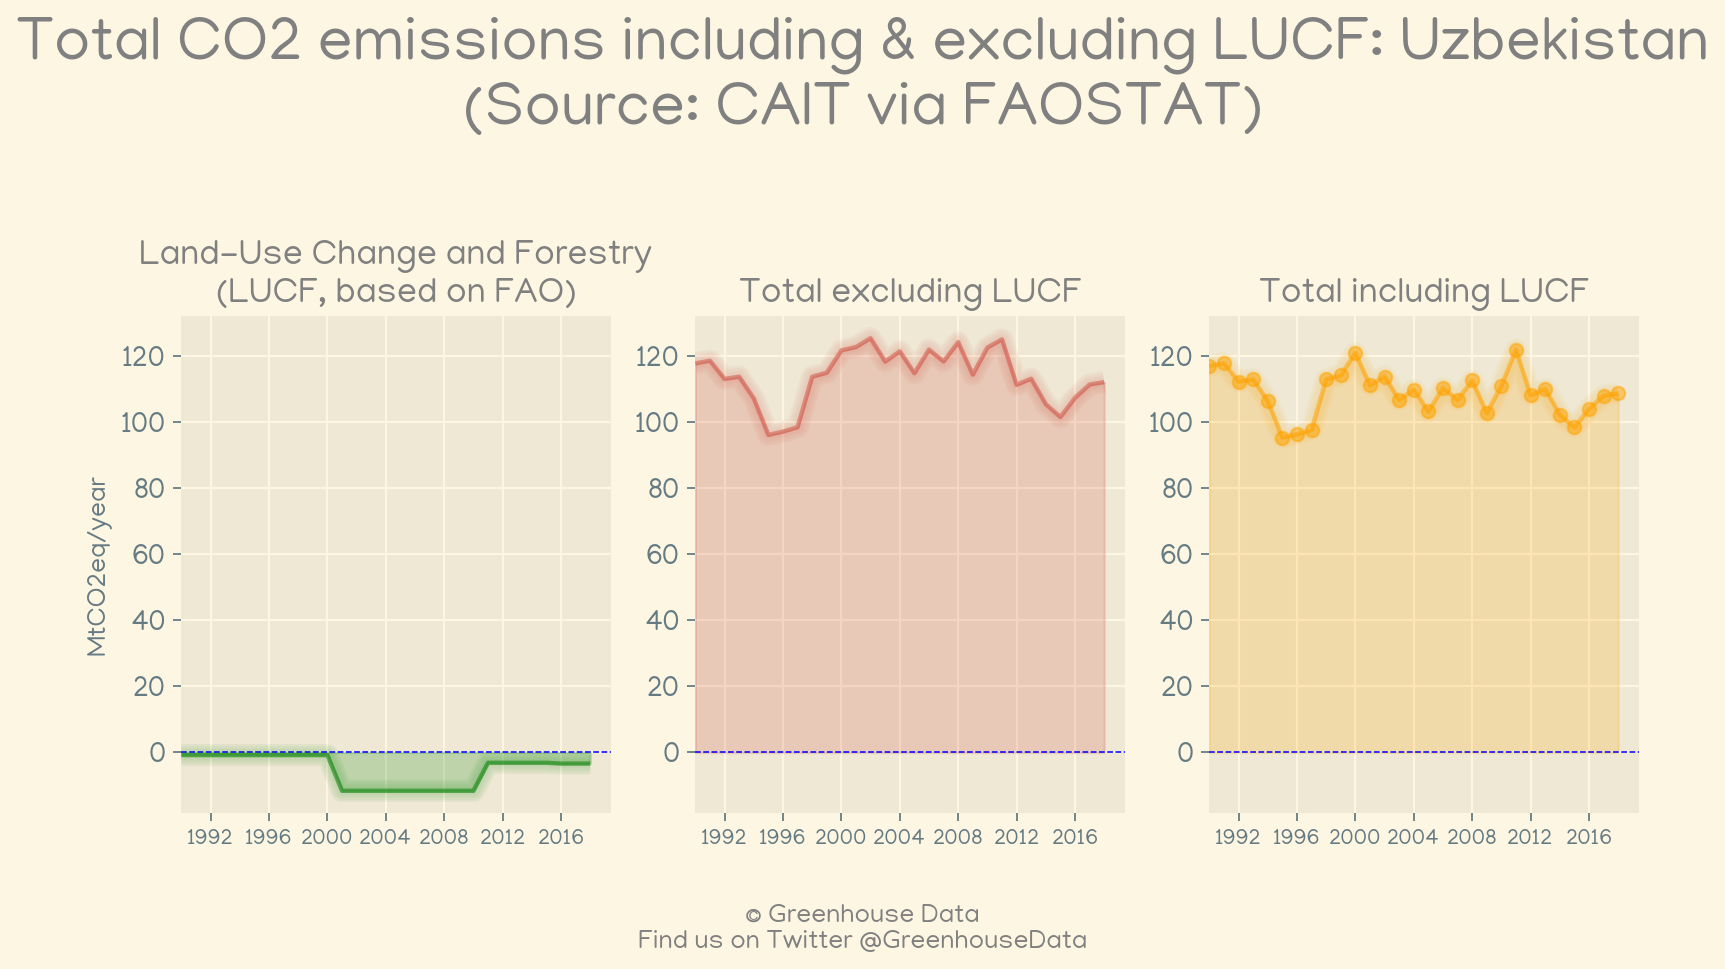 Total CO2 emissions including & excluding LUCF: Uzbekistan
(Source: CAIT via FAOSTAT)
Land-Use Change and Forestry
(LUCF, based on FAO)
MtCO2eq/year
120
100
80
60
40
20
0
1992 1996 2000 2004 2008 2012 2016
Total excluding LUCF
120
100
80
60
40
20
0
1992 1996 2000 2004 2008 2012 2016
Total including LUCF
120
100
80
60
40
20
0
1992 1996 2000 2004 2008 2012 2016
© Greenhouse Data
Find us on Twitter @GreenhouseData